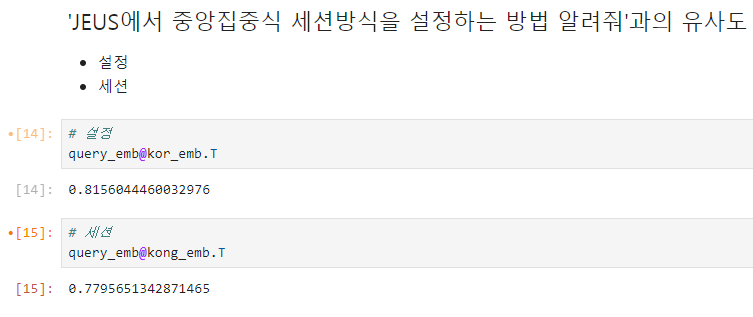 'JEUS에서 중앙집중식 세션방식을 설정하는 방법 알려줘'과의 유사도
• 설정
• 세션
•[14]: # 설정
query_emb@kor_emb.T
[14]: 0.8156044460032976
•[15]: # 세션
query_emb@kong_emb.T
[15]: 0.7795651342871465